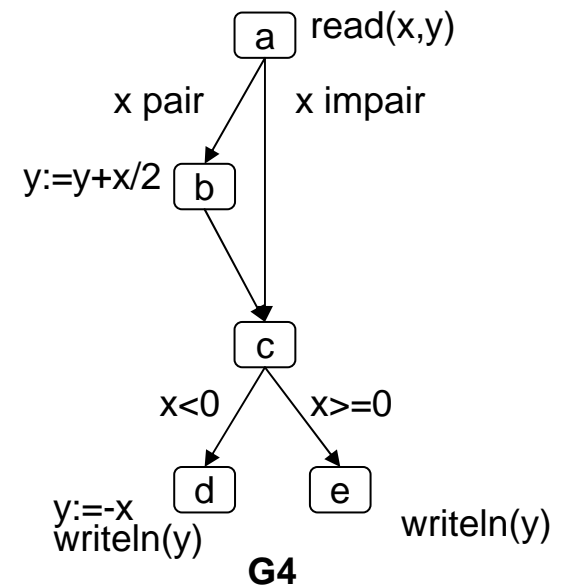 a read(x,y)
x pair x impair
y:=y+x/2 b
c
x<0 x>=0
d e
y:=-x
writeln(y) writeln(y)
G4